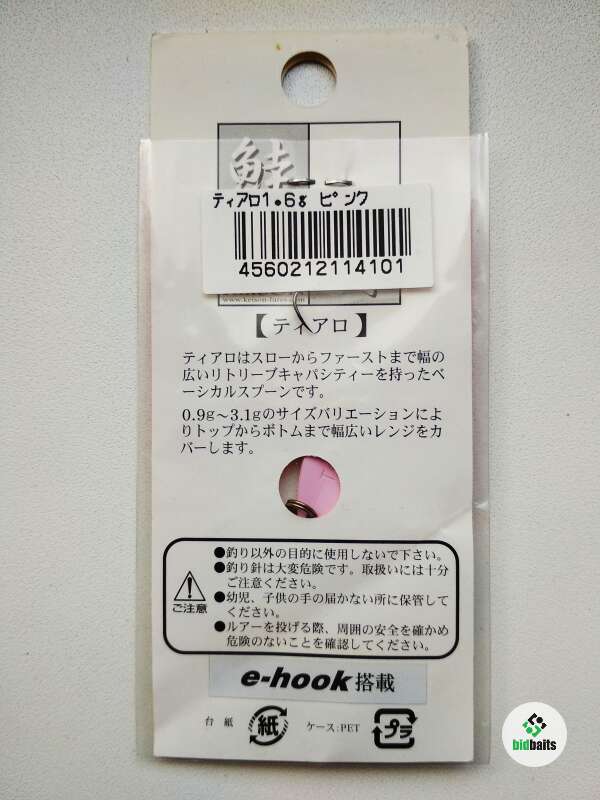 鮭
ティアロ1.6g ピンク
4560212114101
【ティアロ】
ティアロはスローからファーストまで幅の
広いリトリーブキャパシティーを持ったベ
ーシカルスプーンです。
0.9g～3.1gのサイズバリエーションによ
りトップからボトムまで幅広いレンジをカ
バーします。
●釣り以外の目的に使用しないで下さい。
●釣り針は大変危険です。取扱いには十分
ご注意ください。
●幼児、子供の手の届かない所に保管して
ください。
●ルアーを投げる際、周囲の安全を確かめ
危険のないことを確認してください。
ご注意
e-hook搭載
台紙 紙 ケース:PET プラ
bidbaits